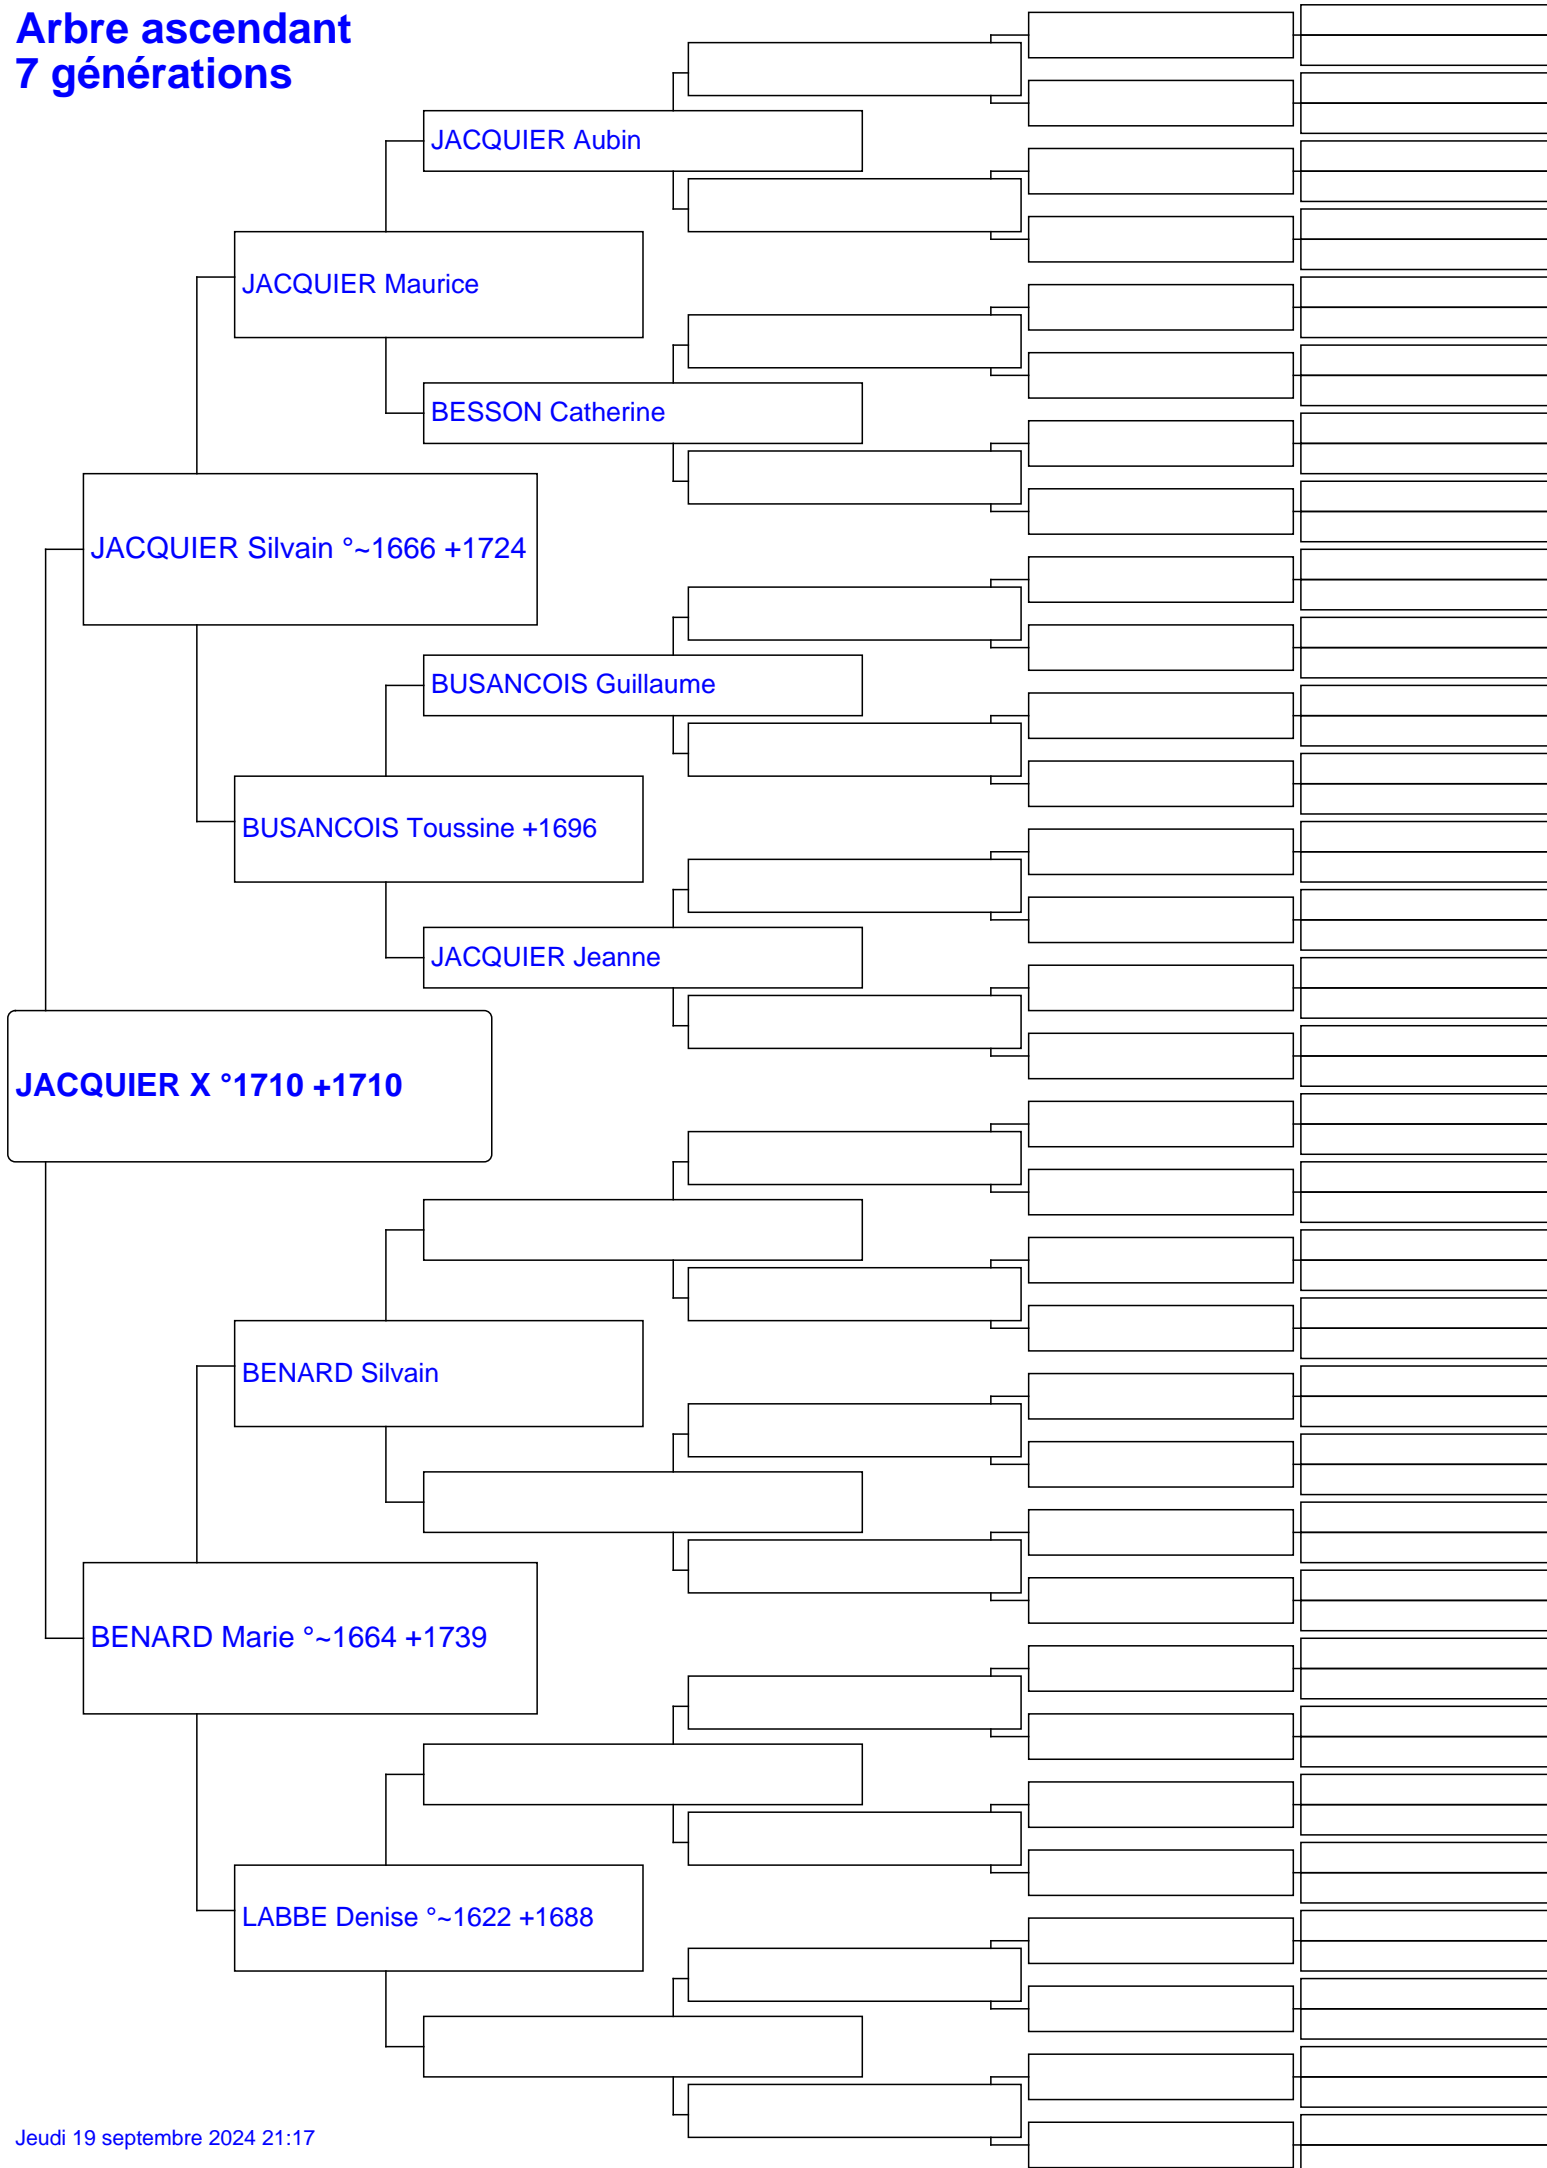 Arbre ascendant
7 générations
JACQUIER Aubin
JACQUIER Maurice
BESSON Catherine
JACQUIER Silvain °~1666 +1724
BUSANCOIS Guillaume
BUSANCOIS Toussine +1696
JACQUIER Jeanne
JACQUIER X °1710 +1710
BENARD Silvain
BENARD Marie °~1664 +1739
LABBE Denise °~1622 +1688
Jeudi 19 septembre 2024 21:17